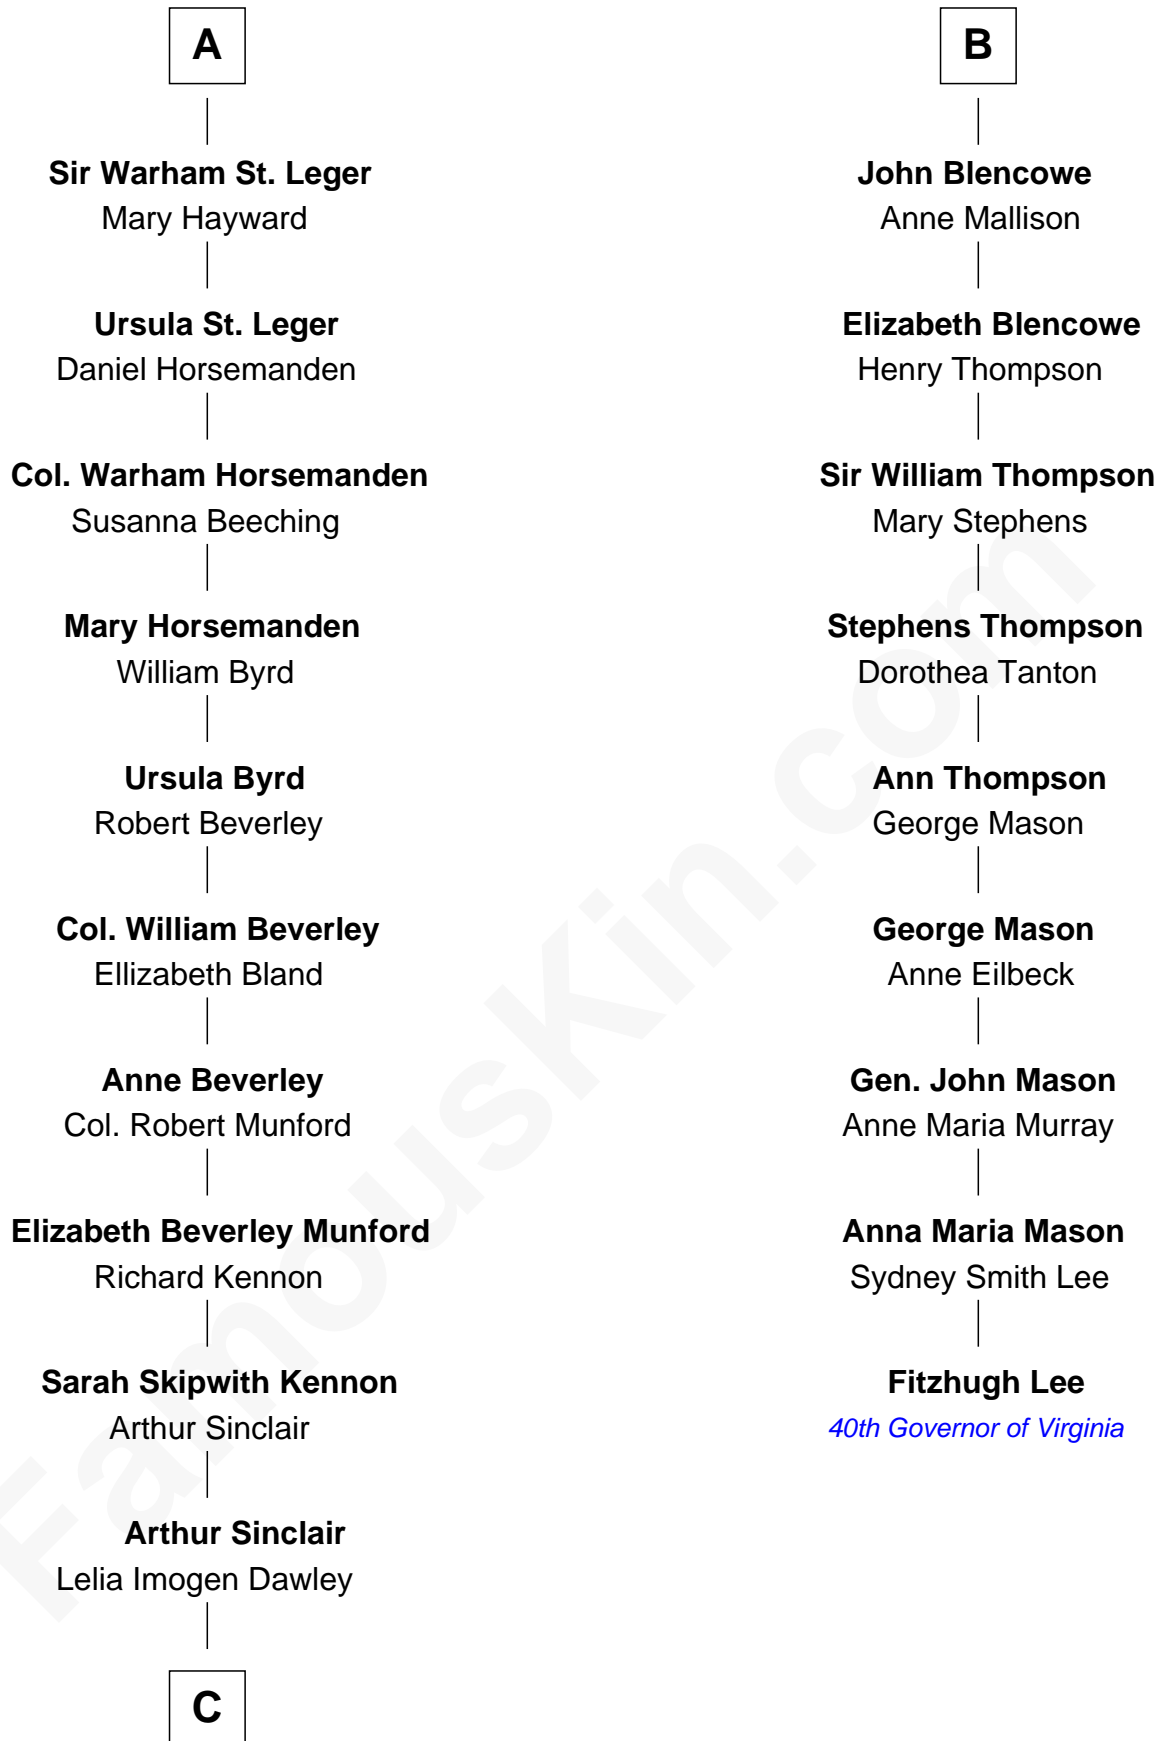 A
Sir Warham St. Leger
Mary Hayward
Ursula St. Leger
Daniel Horsemanden
Col. Warham Horsemanden
Susanna Beeching
Mary Horsemanden
William Byrd
Ursula Byrd
Robert Beverley
Col. William Beverley
Ellizabeth Bland
Anne Beverley
Col. Robert Munford
Elizabeth Beverley Munford
Richard Kennon
Sarah Skipwith Kennon
Arthur Sinclair
Arthur Sinclair
Lelia Imogen Dawley
C
B
John Blencowe
Anne Mallison
Elizabeth Blencowe
Henry Thompson
Sir William Thompson
Mary Stephens
Stephens Thompson
Dorothea Tanton
Ann Thompson
George Mason
George Mason
Anne Eilbeck
Gen. John Mason
Anne Maria Murray
Anna Maria Mason
Sydney Smith Lee
Fitzhugh Lee
40th Governor of Virginia
FamousKin.com